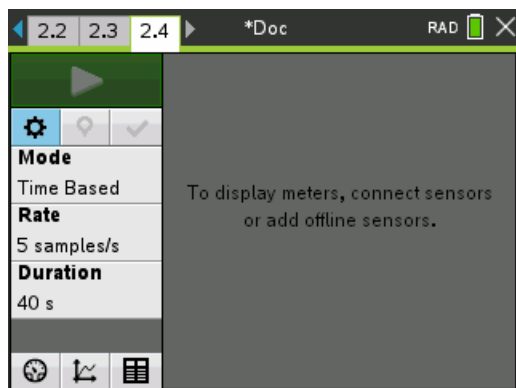 2.2 2.3 2.4 *Doc RAD
Mode
Time Based
Rate
5 samples/s
Duration
40 s
To display meters, connect sensors
or add offline sensors.